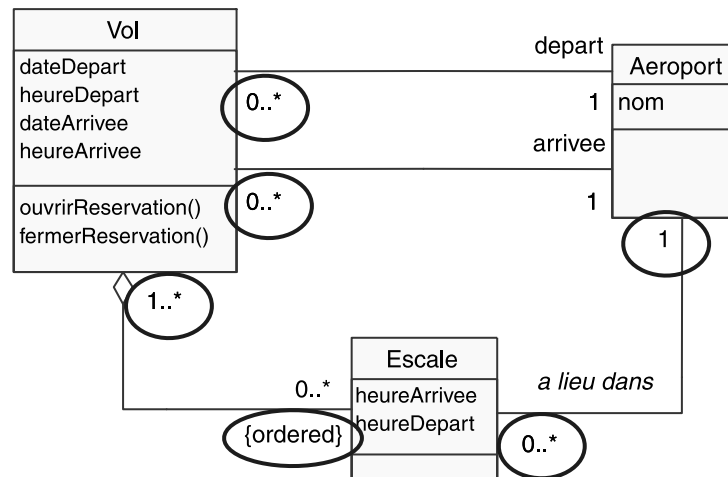 Vol
dateDepart
heureDepart
dateArrivee
heureArrivee
ouvrirReservation()
fermerReservation()
depart
0..*
1
arrivee
0..*
1
Aeroport
nom
1
1..*
Escale
heureArrivee
heureDepart
0..*
{ordered}
a lieu dans
0..*